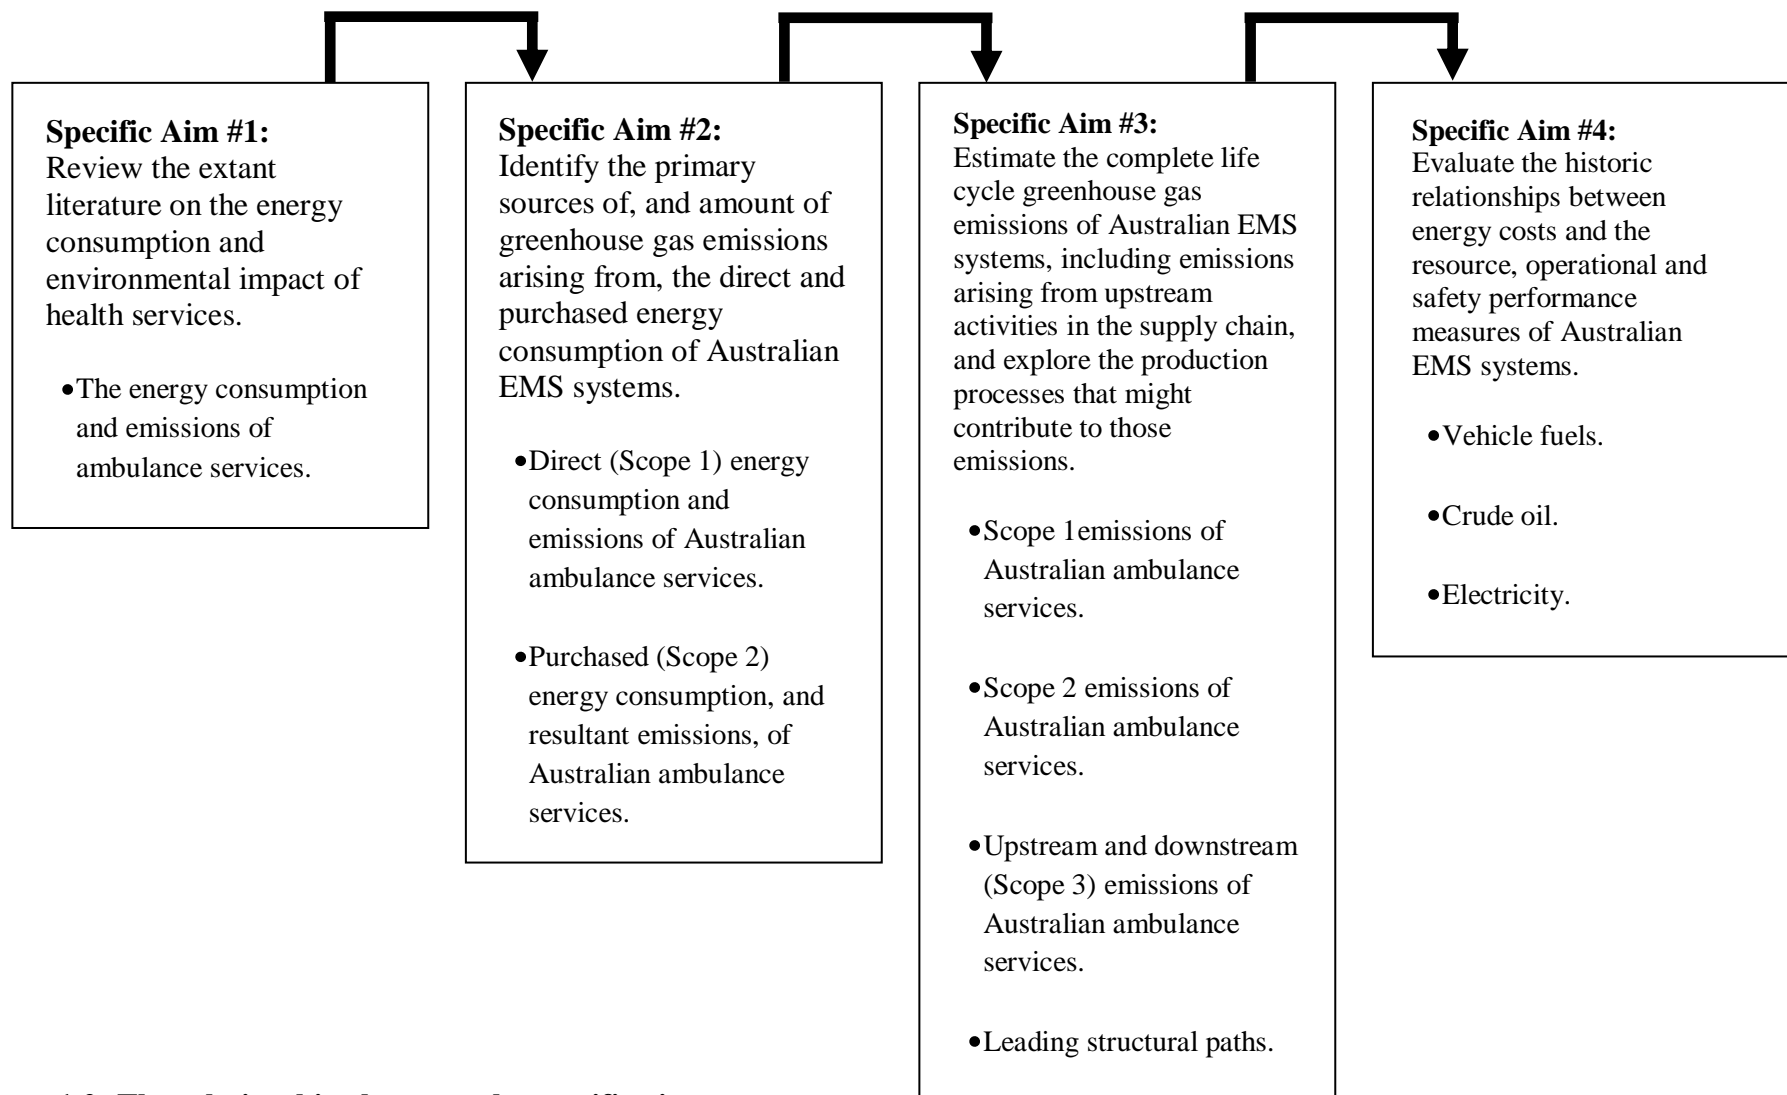 Specific Aim #1:
Review the extant
literature on the energy
consumption and
environmental impact of
health services.
•The energy consumption
and emissions of
ambulance services.
Specific Aim #2:
Identify the primary
sources of, and amount of
greenhouse gas emissions
arising from, the direct and
purchased energy
consumption of Australian
EMS systems.
•Direct (Scope 1) energy
consumption and
emissions of Australian
ambulance services.
•Purchased (Scope 2)
energy consumption, and
resultant emissions, of
Australian ambulance
services.
Specific Aim #3:
Estimate the complete life
cycle greenhouse gas
emissions of Australian EMS
systems, including emissions
arising from upstream
activities in the supply chain,
and explore the production
processes that might
contribute to those
emissions.
•Scope 1emissions of
Australian ambulance
services.
•Scope 2 emissions of
Australian ambulance
services.
•Upstream and downstream
(Scope 3) emissions of
Australian ambulance
services.
•Leading structural paths.
Specific Aim #4:
Evaluate the historic
relationships between
energy costs and the
resource, operational and
safety performance
measures of Australian
EMS systems.
•Vehicle fuels.
•Crude oil.
•Electricity.